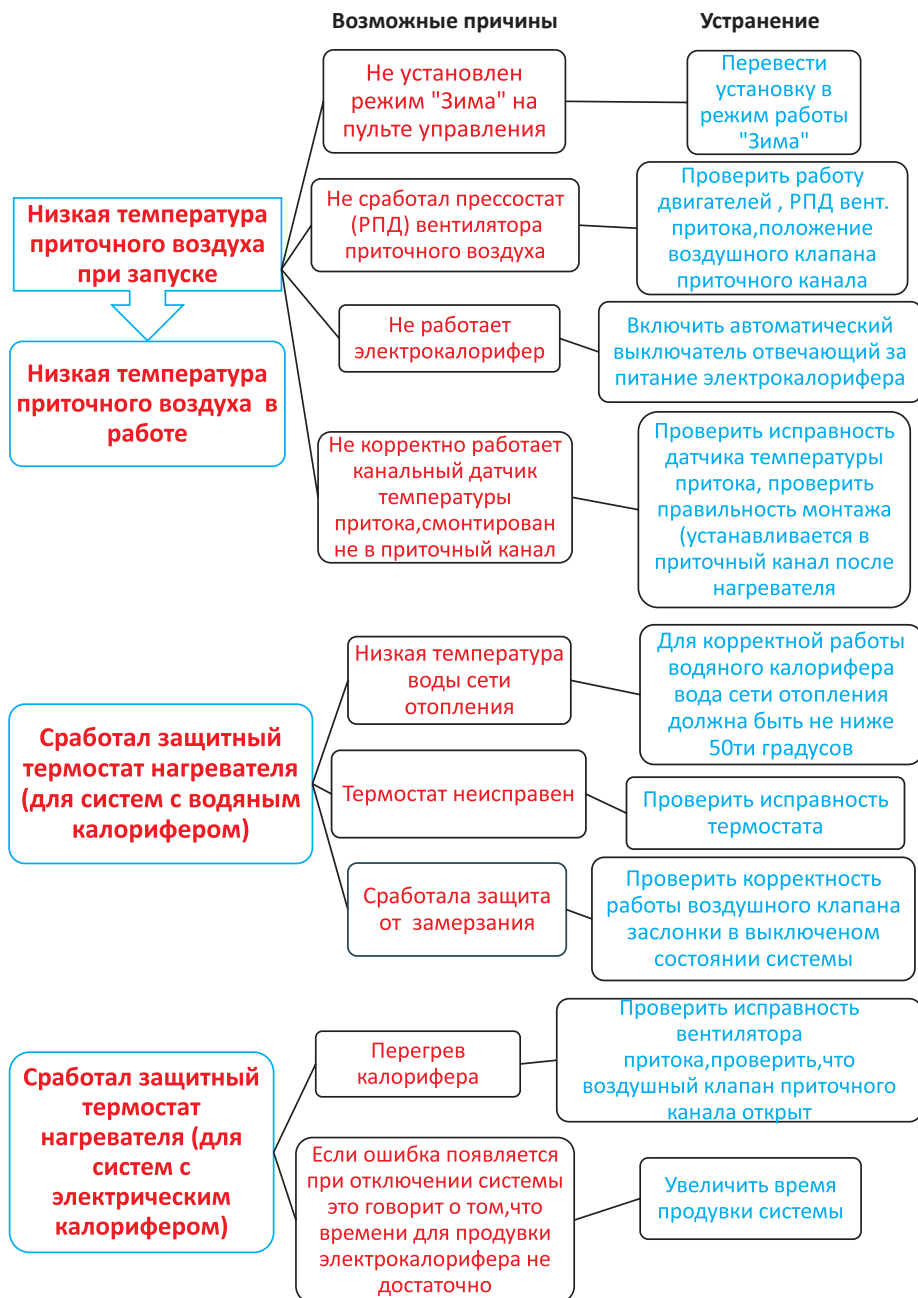 Возможные причины
Устранение
Низкая температура
приточного воздуха
при запуске
Низкая температура
приточного воздуха  в
работе
Не установлен
режим "Зима" на
пульте управления
Перевести
установку в
режим работы
"Зима"
Не сработал прессостат
(РПД) вентилятора
приточного воздуха
Проверить работу
двигателей , РПД вент.
притока,положение
воздушного клапана
приточного канала
Не работает
электрокалорифер
Включить автоматический
выключатель отвечающий за
питание электрокалорифера
Не корректно работает
канальный датчик
температуры
притока,смонтирован
не в приточный канал
Проверить исправность
датчика температуры
притока, проверить
правильность монтажа
(устанавливается в
приточный канал после
нагревателя
Сработал защитный
термостат нагревателя
(для систем с водяным
калорифером)
Низкая температура
воды сети
отопления
Для корректной работы
водяного калорифера
вода сети отопления
должна быть не ниже
50ти градусов
Термостат неисправен
Проверить исправность
термостата
Сработала защита
от  замерзания
Проверить корректность
работы воздушного клапана
заслонки в выключеном
состоянии системы
Сработал защитный
термостат
нагревателя (для
систем с
электрическим
калорифером)
Перегрев
калорифера
Проверить исправность
вентилятора
притока,проверить,что
воздушный клапан приточного
канала открыт
Если ошибка появляется
при отключении системы
это говорит о том,что
времени для продувки
электрокалорифера не
достаточно
Увеличить время
продувки системы